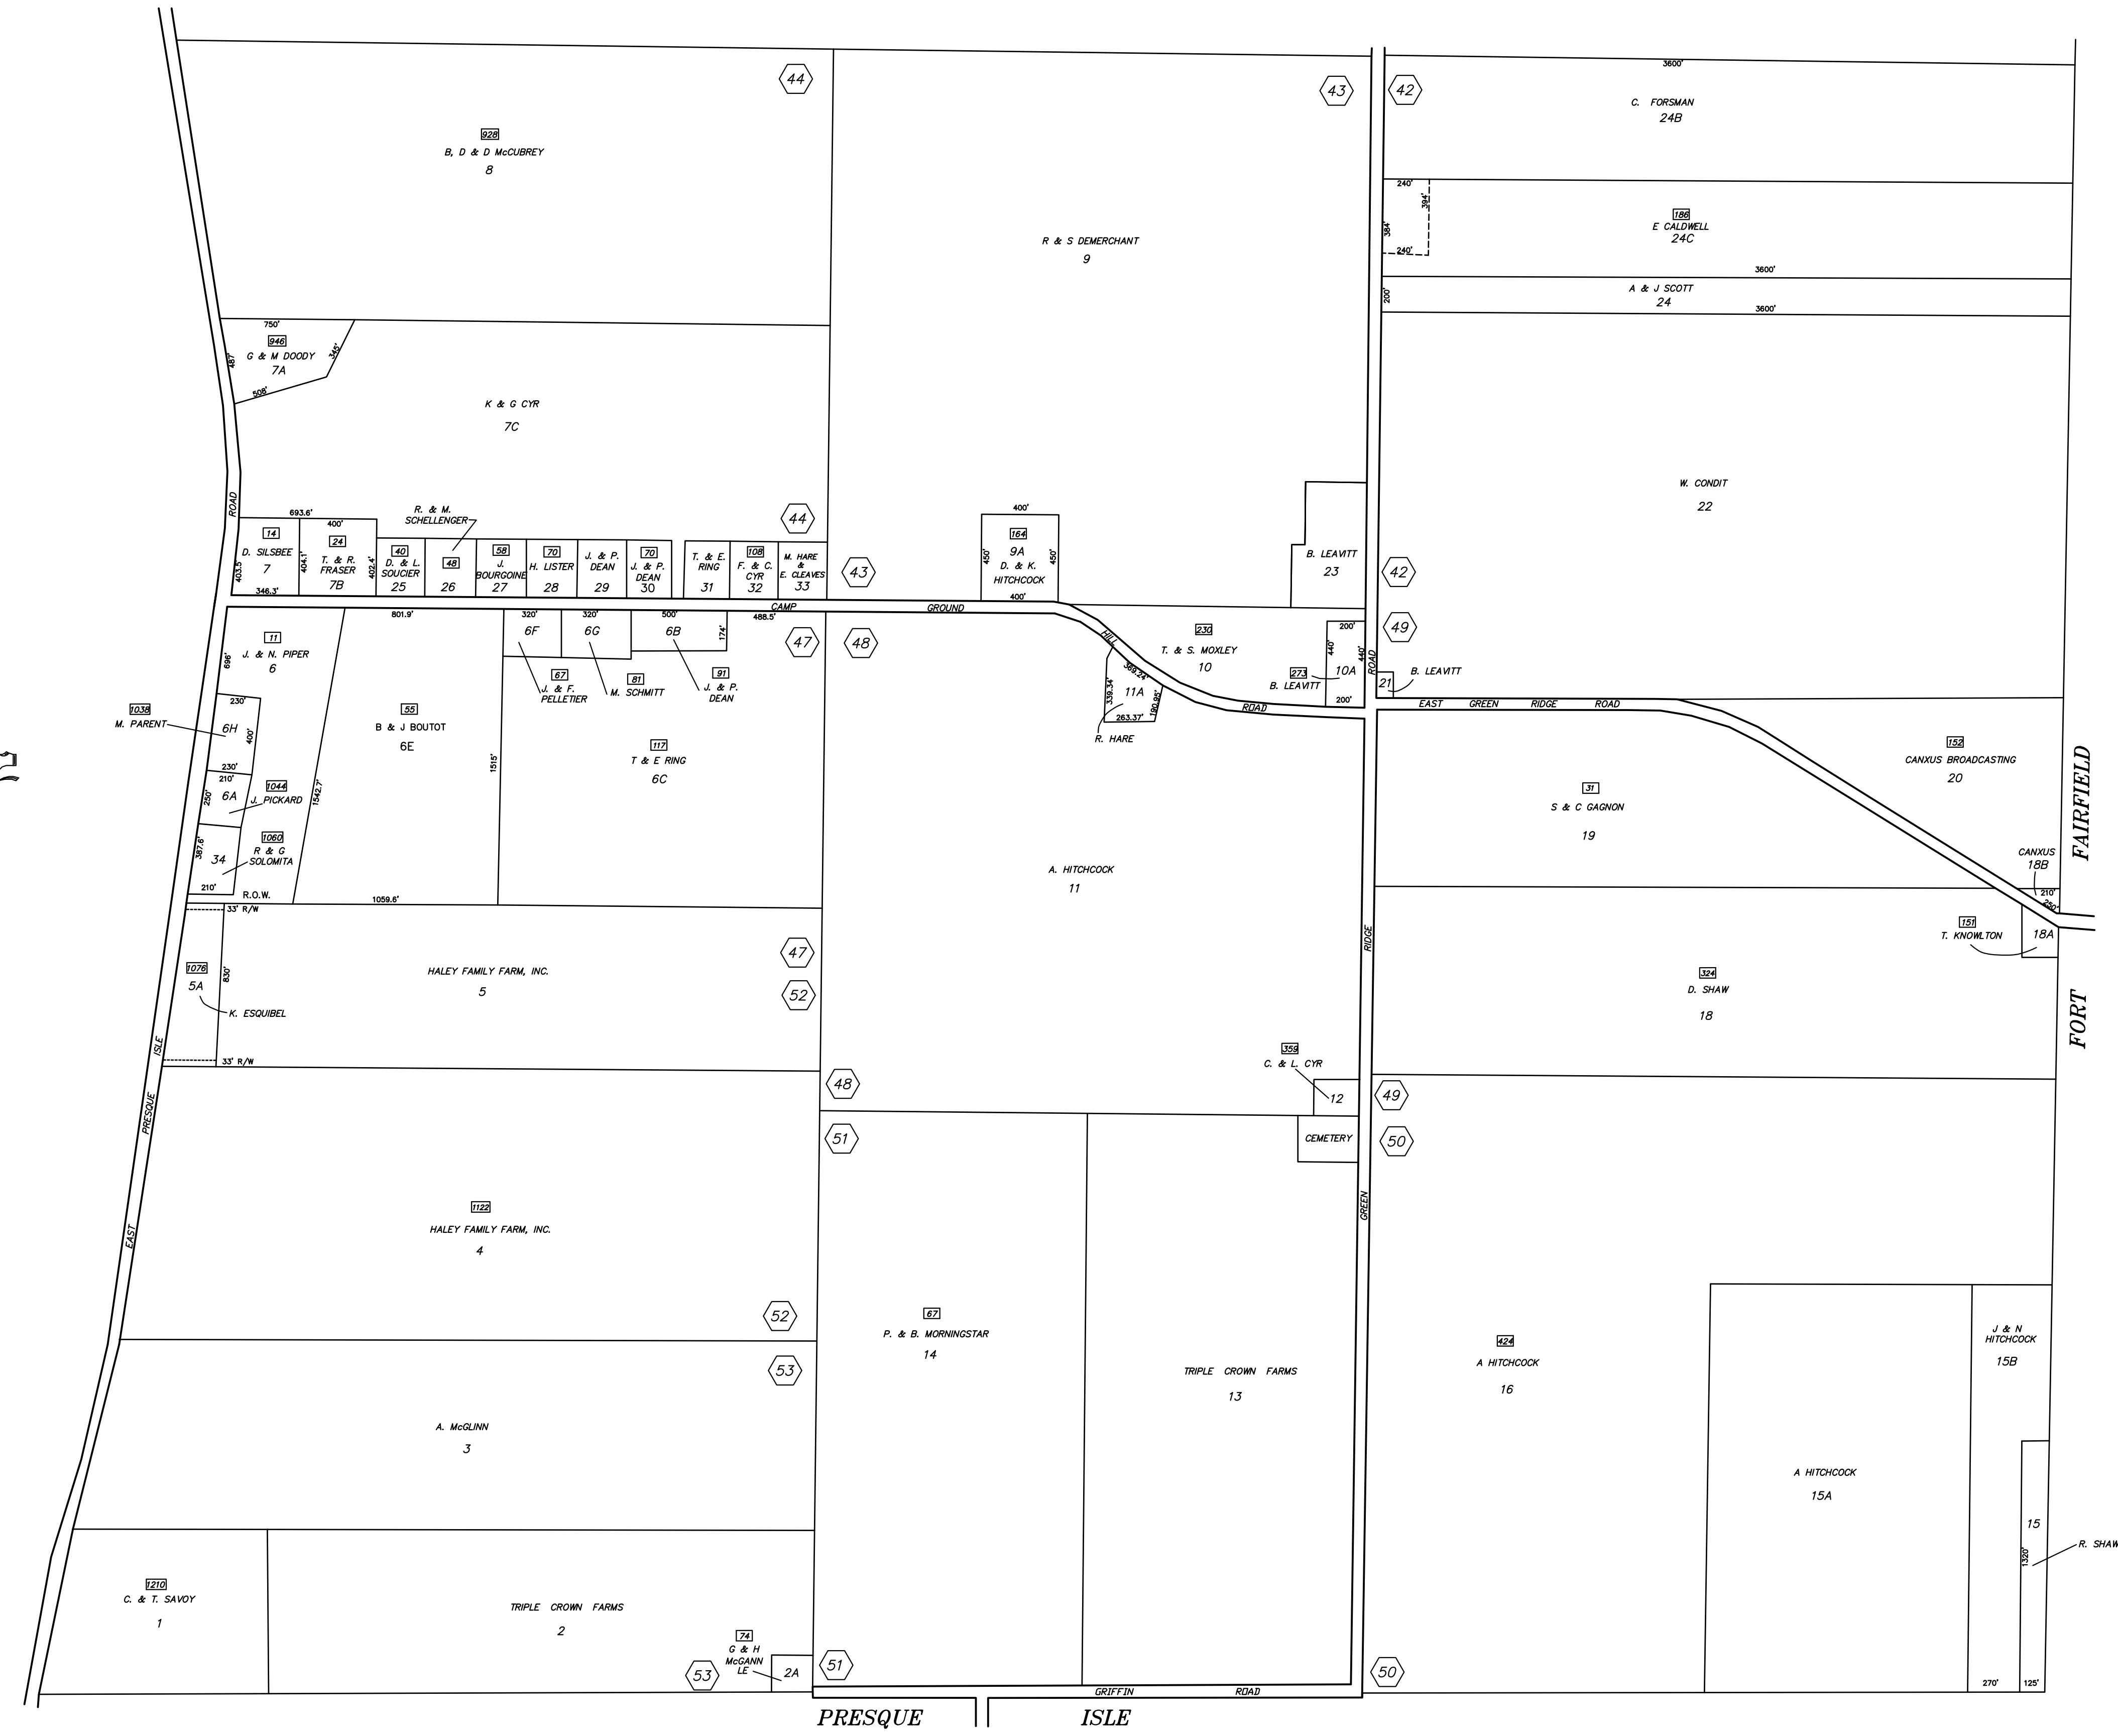 44
43
42
3600'
C. FORSMAN
24B
928
B, D & D McCUBREY
8
240'
394'
384'
240'
186
E CALDWELL
24C
R & S DEMERCHANT
9
3600'
200'
A & J SCOTT
24
3600'
750'
946
G & M DOODY
7A
487'
345'
508'
K & G CYR
7C
W. CONDIT
22
ROAD
693.6'
400'
14
D. SILSBEE
7
403.5'
404.1'
346.3'
24
T. & R.
FRASER
7B
402.4'
R. & M.
SCHELLENGER
40
D. & L.
SOUCIER
25
48
26
58
J.
BOURGOINE
27
70
H. LISTER
28
J. & P.
DEAN
29
70
J. & P.
DEAN
30
T. & E.
RING
31
108
F. & C.
CYR
32
M. HARE
&
E. CLEAVES
33
44
43
400'
164
9A
D. & K.
HITCHCOCK
450'
450'
400'
B. LEAVITT
23
42
49
CAMP
GROUND
HILL
ROAD
801.9'
320'
6F
320'
6G
500'
6B
174'
488.5'
47
48
11
J. & N. PIPER
6
696'
67
J. & F.
PELLETIER
81
M. SCHMITT
91
J. & P.
DEAN
230
T. & S. MOXLEY
10
369.24'
339.34'
11A
190.95'
263.37'
R. HARE
273
B. LEAVITT
200'
440'
440'
10A
200'
ROAD
21
B. LEAVITT
EAST GREEN RIDGE ROAD
1038
M. PARENT
230'
6H
400'
230'
210'
250'
6A
1044
J. PICKARD
387.6'
34
1060
R & G
SOLOMITA
210'
R.O.W.
1542.7'
55
B & J BOUTOT
6E
1515'
117
T & E RING
6C
1059.6'
152
CANXUS BROADCASTING
20
31
S & C GAGNON
19
FAIRFIELD
CANXUS
18B
210'
250'
A. HITCHCOCK
11
33' R/W
1076
5A
830'
K. ESQUIBEL
33' R/W
HALEY FAMILY FARM, INC.
5
47
52
RIDGE
151
T. KNOWLTON
18A
324
D. SHAW
18
FORT
359
C. & L. CYR
12
48
49
51
CEMETERY
50
ISLE
PRESQUE
EAST
1122
HALEY FAMILY FARM, INC.
4
GREEN
52
53
67
P. & B. MORNINGSTAR
14
TRIPLE CROWN FARMS
13
424
A HITCHCOCK
16
J & N
HITCHCOCK
15B
A. McGLINN
3
A HITCHCOCK
15A
15
1320'
R. SHAW
1210
C. & T. SAVOY
1
TRIPLE CROWN FARMS
2
74
G & H
McGANN
LE
2A
53
51
50
270'
125'
GRIFFIN ROAD
PRESQUE ISLE